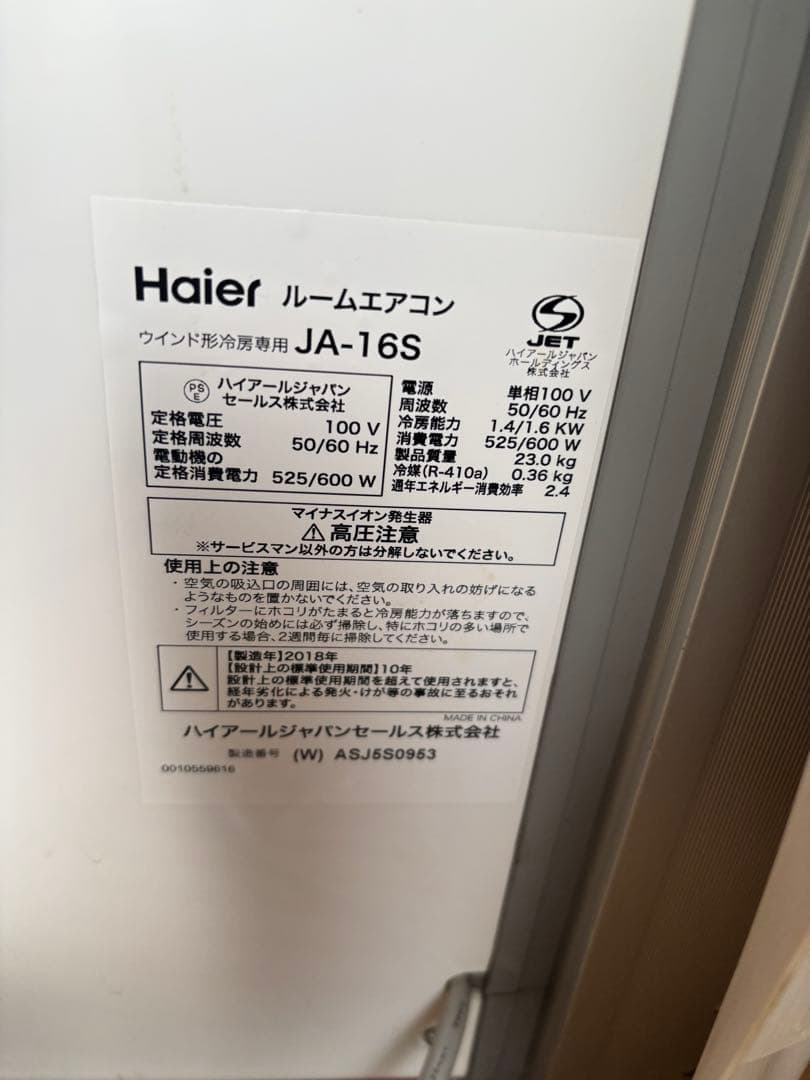 Haier ルームエアコン
ウインド形冷房専用 JA-16S
JET
ハイアールジャパン
ホールディングス
株式会社
PS
E
ハイアールジャパン
セールス株式会社
定格電圧 100 V
定格周波数 50/60 Hz
電動機の
定格消費電力 525/600 W
電源 単相100 V
周波数 50/60 Hz
冷房能力 1.4/1.6 KW
消費電力 525/600 W
製品質量 23.0 kg
冷媒(R-410a) 0.36 kg
通年エネルギー消費効率 2.4
マイナスイオン発生器
高圧注意
※サービスマン以外の方は分解しないでください。
使用上の注意
・空気の吸込口の周囲には、空気の取り入れの妨げになる
ようなものを置かないでください。
・フィルターにホコリがたまると冷房能力が落ちますので、
シーズンの始めには必ず掃除し、特にホコリの多い場所で
使用する場合、2週間毎に掃除してください。
【製造年】2018年
【設計上の標準使用期間】10年
設計上の標準使用期間を超えて使用されますと、
経年劣化による発火・けが等の事故に至るおそれ
があります。
MADE IN CHINA
ハイアールジャパンセールス株式会社
製造番号 (W) ASJ5S0953
0010559616